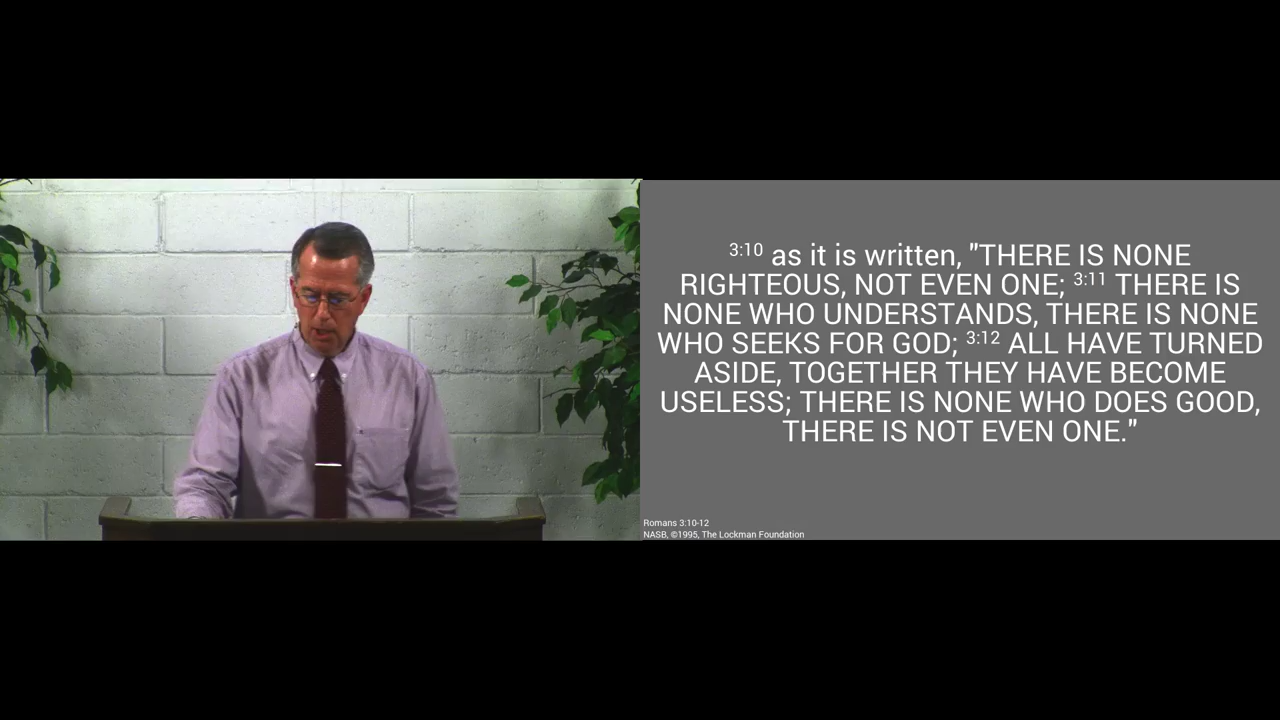 3:10 as it is written, "THERE IS NONE
RIGHTEOUS, NOT EVEN ONE; 3:11 THERE IS
NONE WHO UNDERSTANDS, THERE IS NONE
WHO SEEKS FOR GOD; 3:12 ALL HAVE TURNED
ASIDE, TOGETHER THEY HAVE BECOME
USELESS; THERE IS NONE WHO DOES GOOD,
THERE IS NOT EVEN ONE."
Romans 3:10-12
NASB, ©1995, The Lockman Foundation